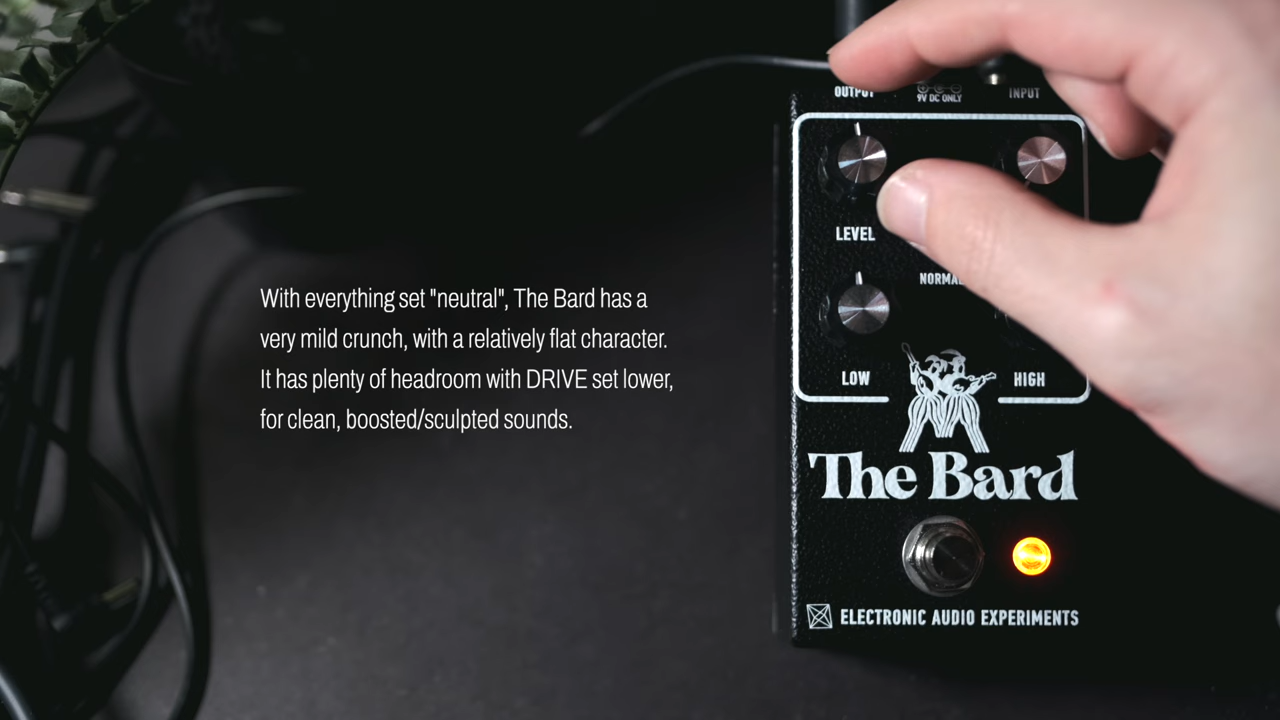 OUTPUT
9V DC ONLY
INPUT
LEVEL
With everything set "neutral", The Bard has a
very mild crunch, with a relatively flat character.
It has plenty of headroom with DRIVE set lower,
for clean, boosted/sculpted sounds.
LOW
HIGH
The Bard
ELECTRONIC AUDIO EXPERIMENTS